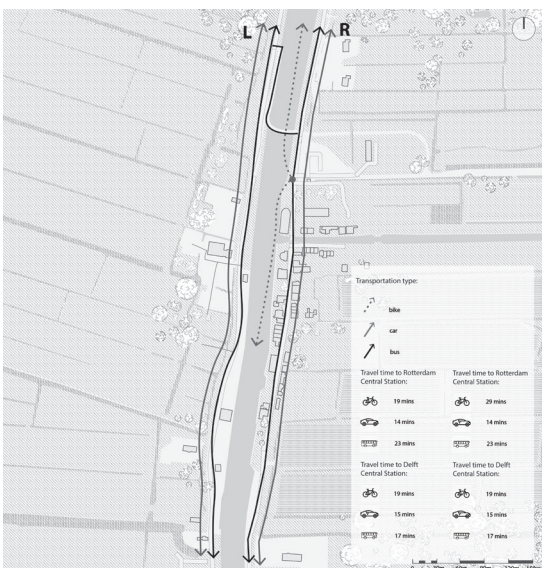 L R
Transportation type:
bike
car
bus
Travel time to Rotterdam
Central Station:
19 mins
14 mins
23 mins
Travel time to Rotterdam
Central Station:
29 mins
14 mins
23 mins
Travel time to Delft
Central Station:
19 mins
15 mins
17 mins
Travel time to Delft
Central Station:
19 mins
15 mins
17 mins